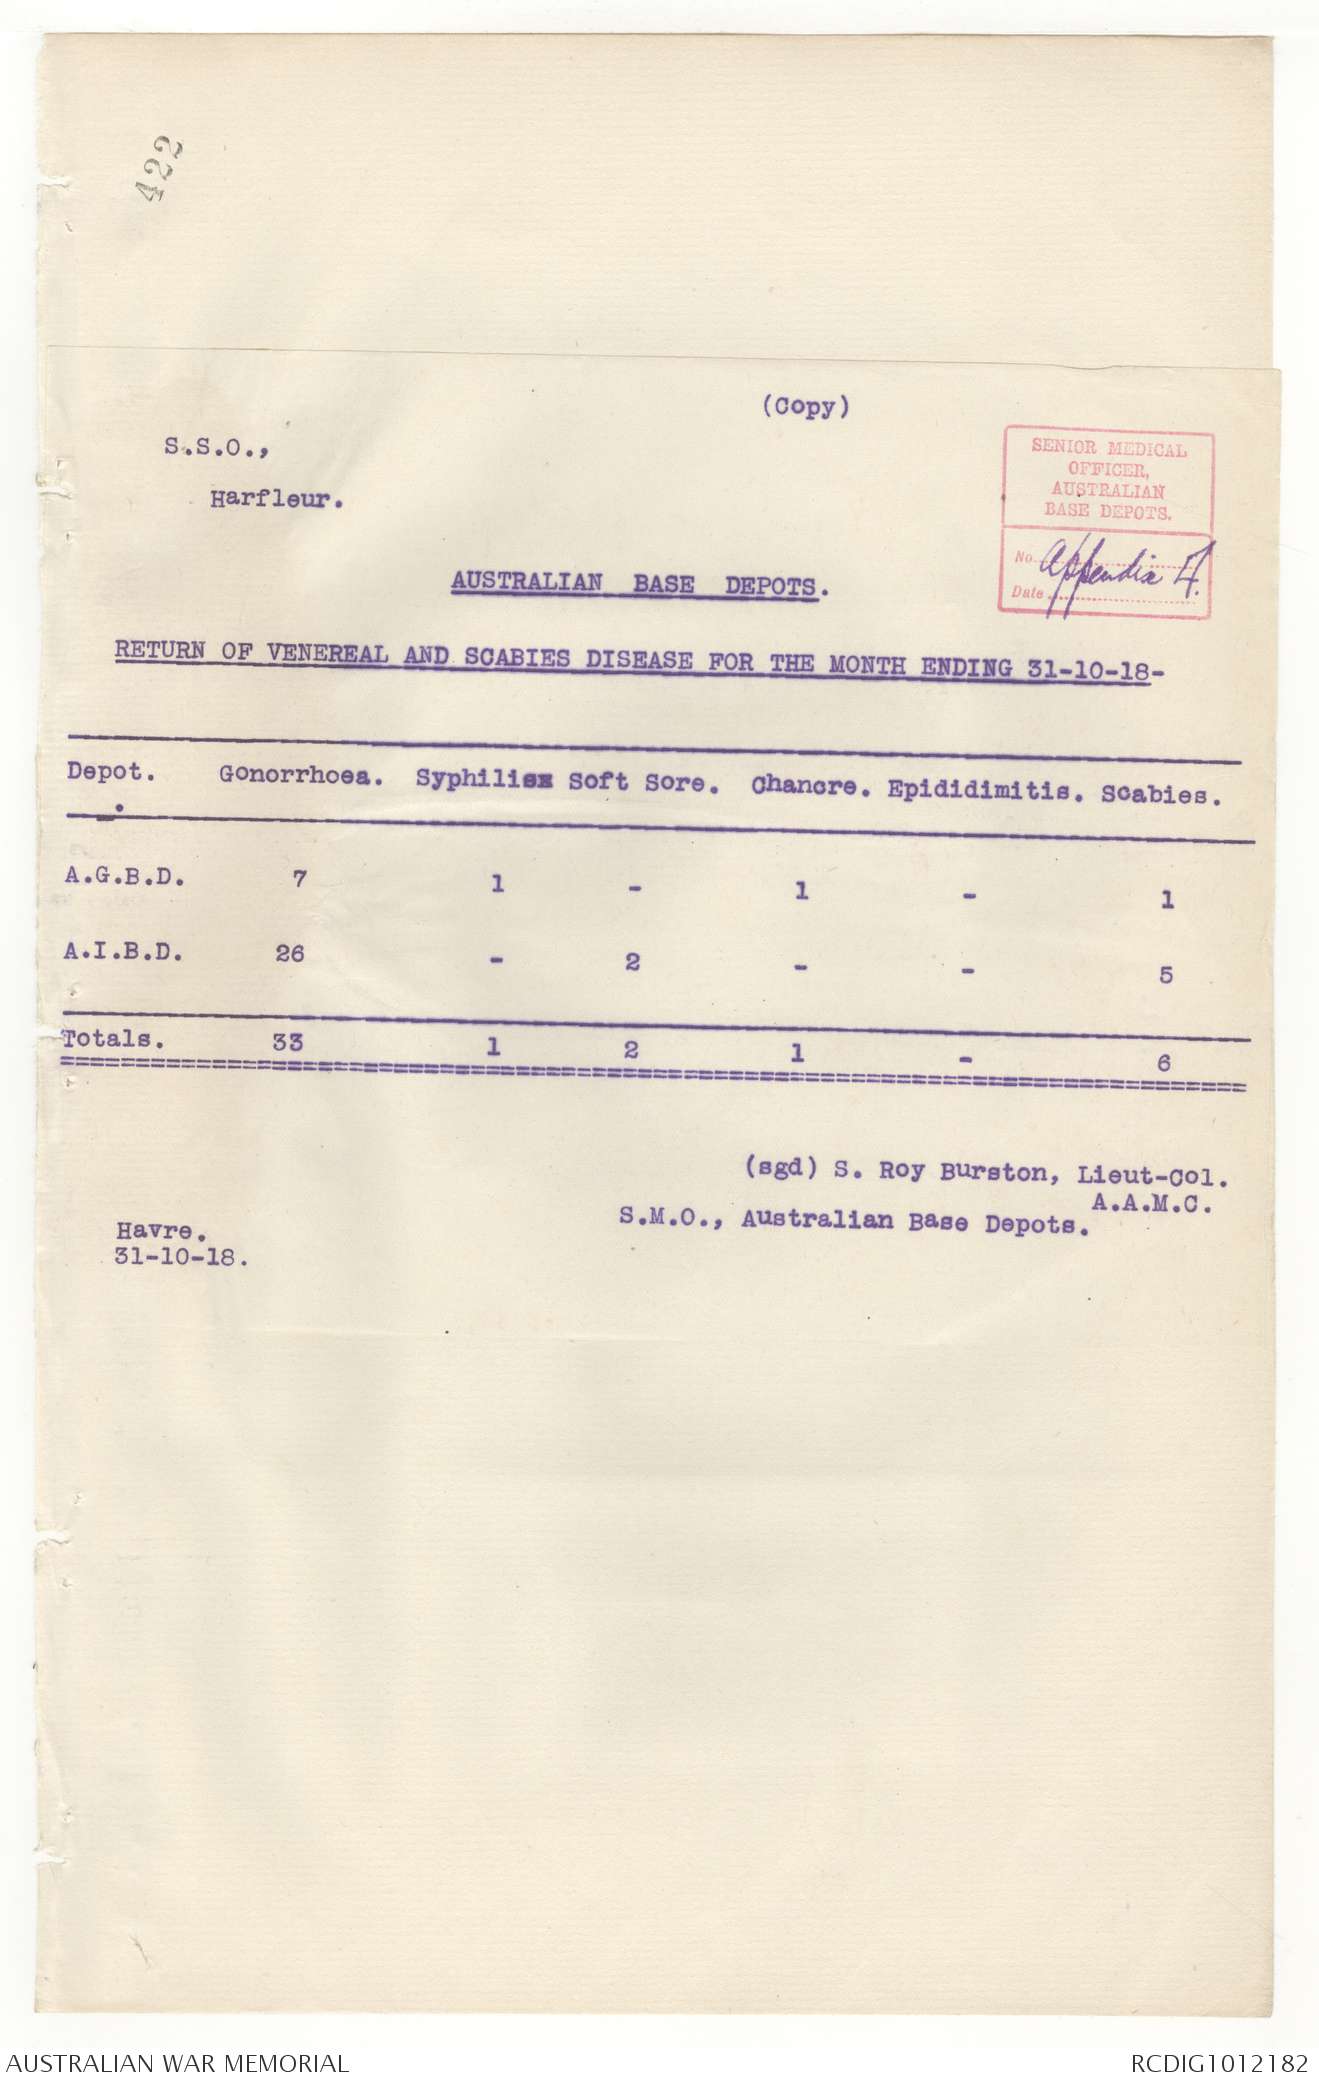 422
(Copy)
S.S.O.,
Harfleur.
SENIOR MEDICAL
OFFICER,
AUSTRALIAN
BASE DEPOTS.
No. Appendix F.
Date
AUSTRALIAN BASE DEPOTS.
RETURN OF VENEREAL AND SCABIES DISEASE FOR THE MONTH ENDING 31-10-18-
Depot. Gonorrhoea. Syphilis Soft Sore. Chancre. Epididimitis. Scabies.
A.G.B.D. 7 1 - 1 - 1
A.I.B.D. 26 - 2 - - 5
Totals. 33 1 2 1 - 6
(sgd) S. Roy Burston, Lieut-Col.
A.A.M.C.
S.M.O., Australian Base Depots.
Havre.
31-10-18.
AUSTRALIAN WAR MEMORIAL
RCDIG1012182